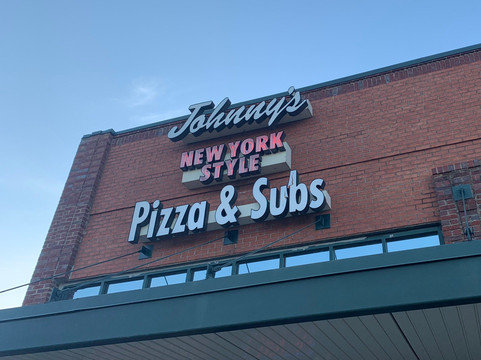 Johnny's
NEW YORK
STYLE
Pizza & Subs